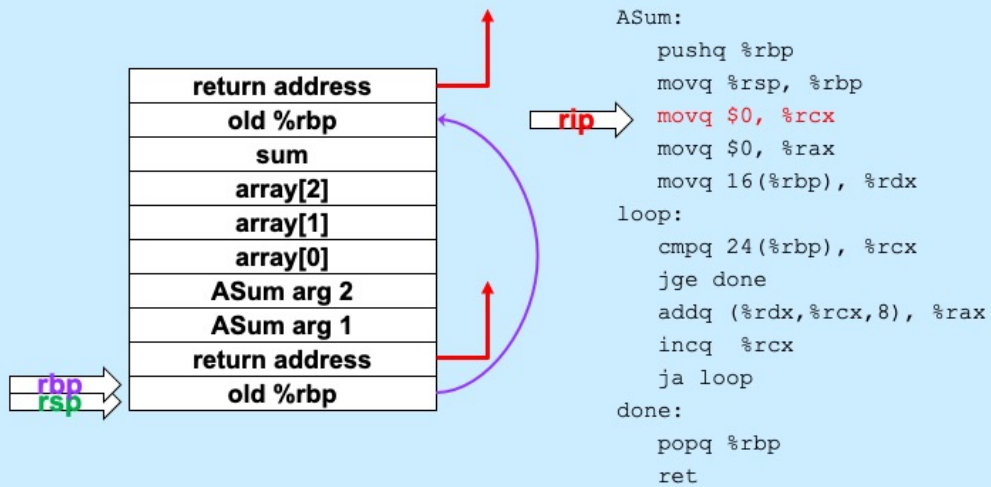 return address
old %rbp
sum
array[2]
array[1]
array[0]
ASum arg 2
ASum arg 1
return address
old %rbp
rbp
rsp
rip
ASum:
pushq %rbp
movq %rsp, %rbp
movq $0, %rcx
movq $0, %rax
movq 16(%rbp), %rdx
loop:
cmpq 24(%rbp), %rcx
jge done
addq (%rdx,%rcx,8), %rax
incq %rcx
ja loop
done:
popq %rbp
ret